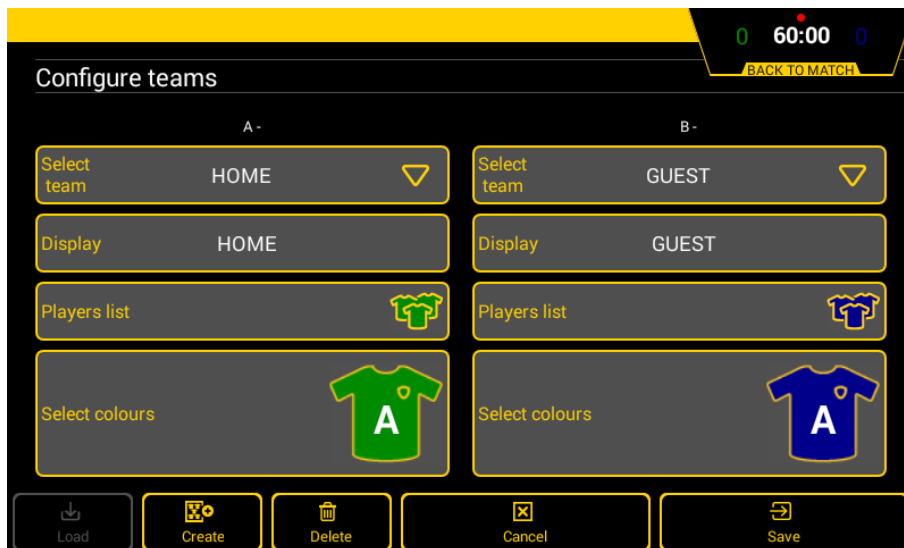 0 60:00 0
BACK TO MATCH
Configure teams
A -
B -
Select
team
HOME
Select
team
GUEST
Display HOME
Display GUEST
Players list
Players list
Select colours
A
Select colours
A
Load
Create
Delete
Cancel
Save